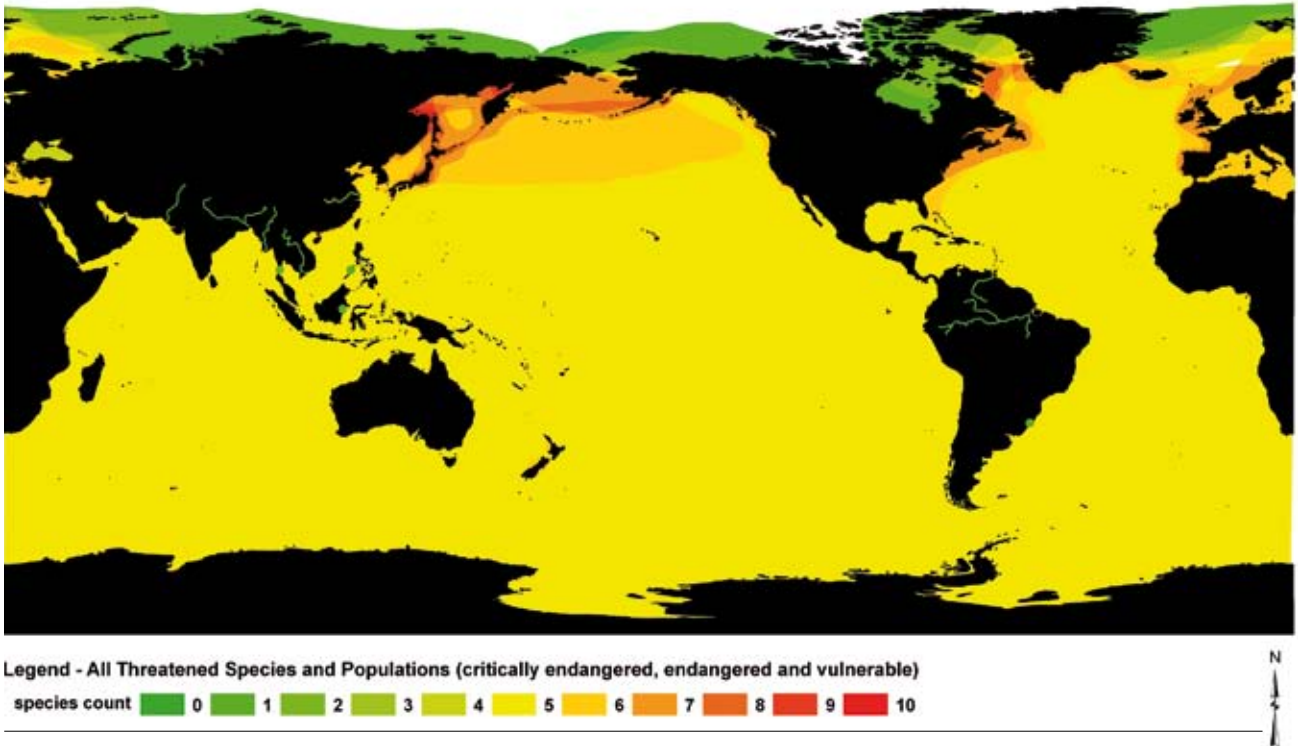 Legend - All Threatened Species and Populations (critically endangered, endangered and vulnerable)
species count 0 1 2 3 4 5 6 7 8 9 10
N